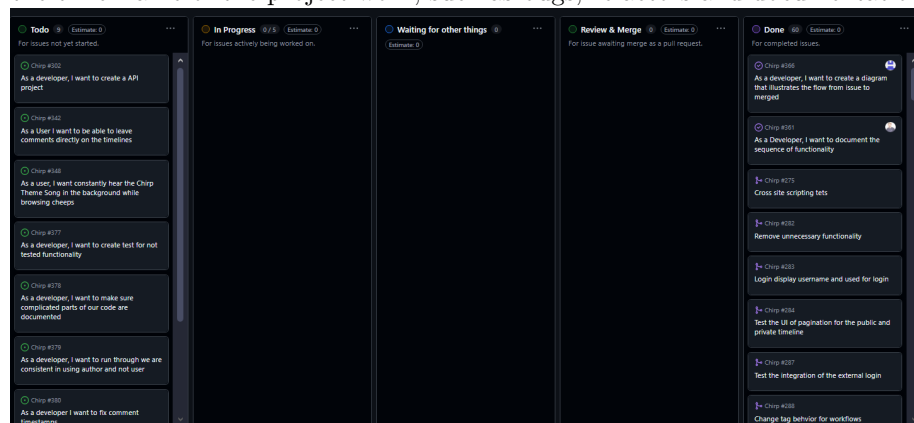 Todo 9 Estimate: 0 ...
For issues not yet started.
Chirp #302
As a developer, I want to create a API
project
Chirp #342
As a User I want to be able to leave
comments directly on the timelines
Chirp #348
As a user, I want constantly hear the Chirp
Theme Song in the background while
browsing cheeps
Chirp #377
As a developer, I want to create test for not
tested functionality
Chirp #378
As a developer, I want to make sure
complicated parts of our code are
documented
Chirp #379
As a developer, I want to run through we are
consistent in using author and not user
Chirp #380
As a developer I want to fix comment
timestamps
In Progress 0 / 5 Estimate: 0 ...
For issues actively being worked on.
Waiting for other things 0 ...
Estimate: 0
Review & Merge 0 Estimate: 0 ...
For issue awaiting merge as a pull request.
Done 60 Estimate: 0 ...
For completed issues.
Chirp #366
As a developer, I want to create a diagram
that illustrates the flow from issue to
merged
Chirp #361
As a Developer, I want to document the
sequence of functionality
Chirp #275
Cross site scripting tets
Chirp #282
Remove unnecessary functionality
Chirp #283
Login display username and used for login
Chirp #284
Test the UI of pagination for the public and
private timeline
Chirp #287
Test the integration of the external login
Chirp #288
Change tag behvior for workflows